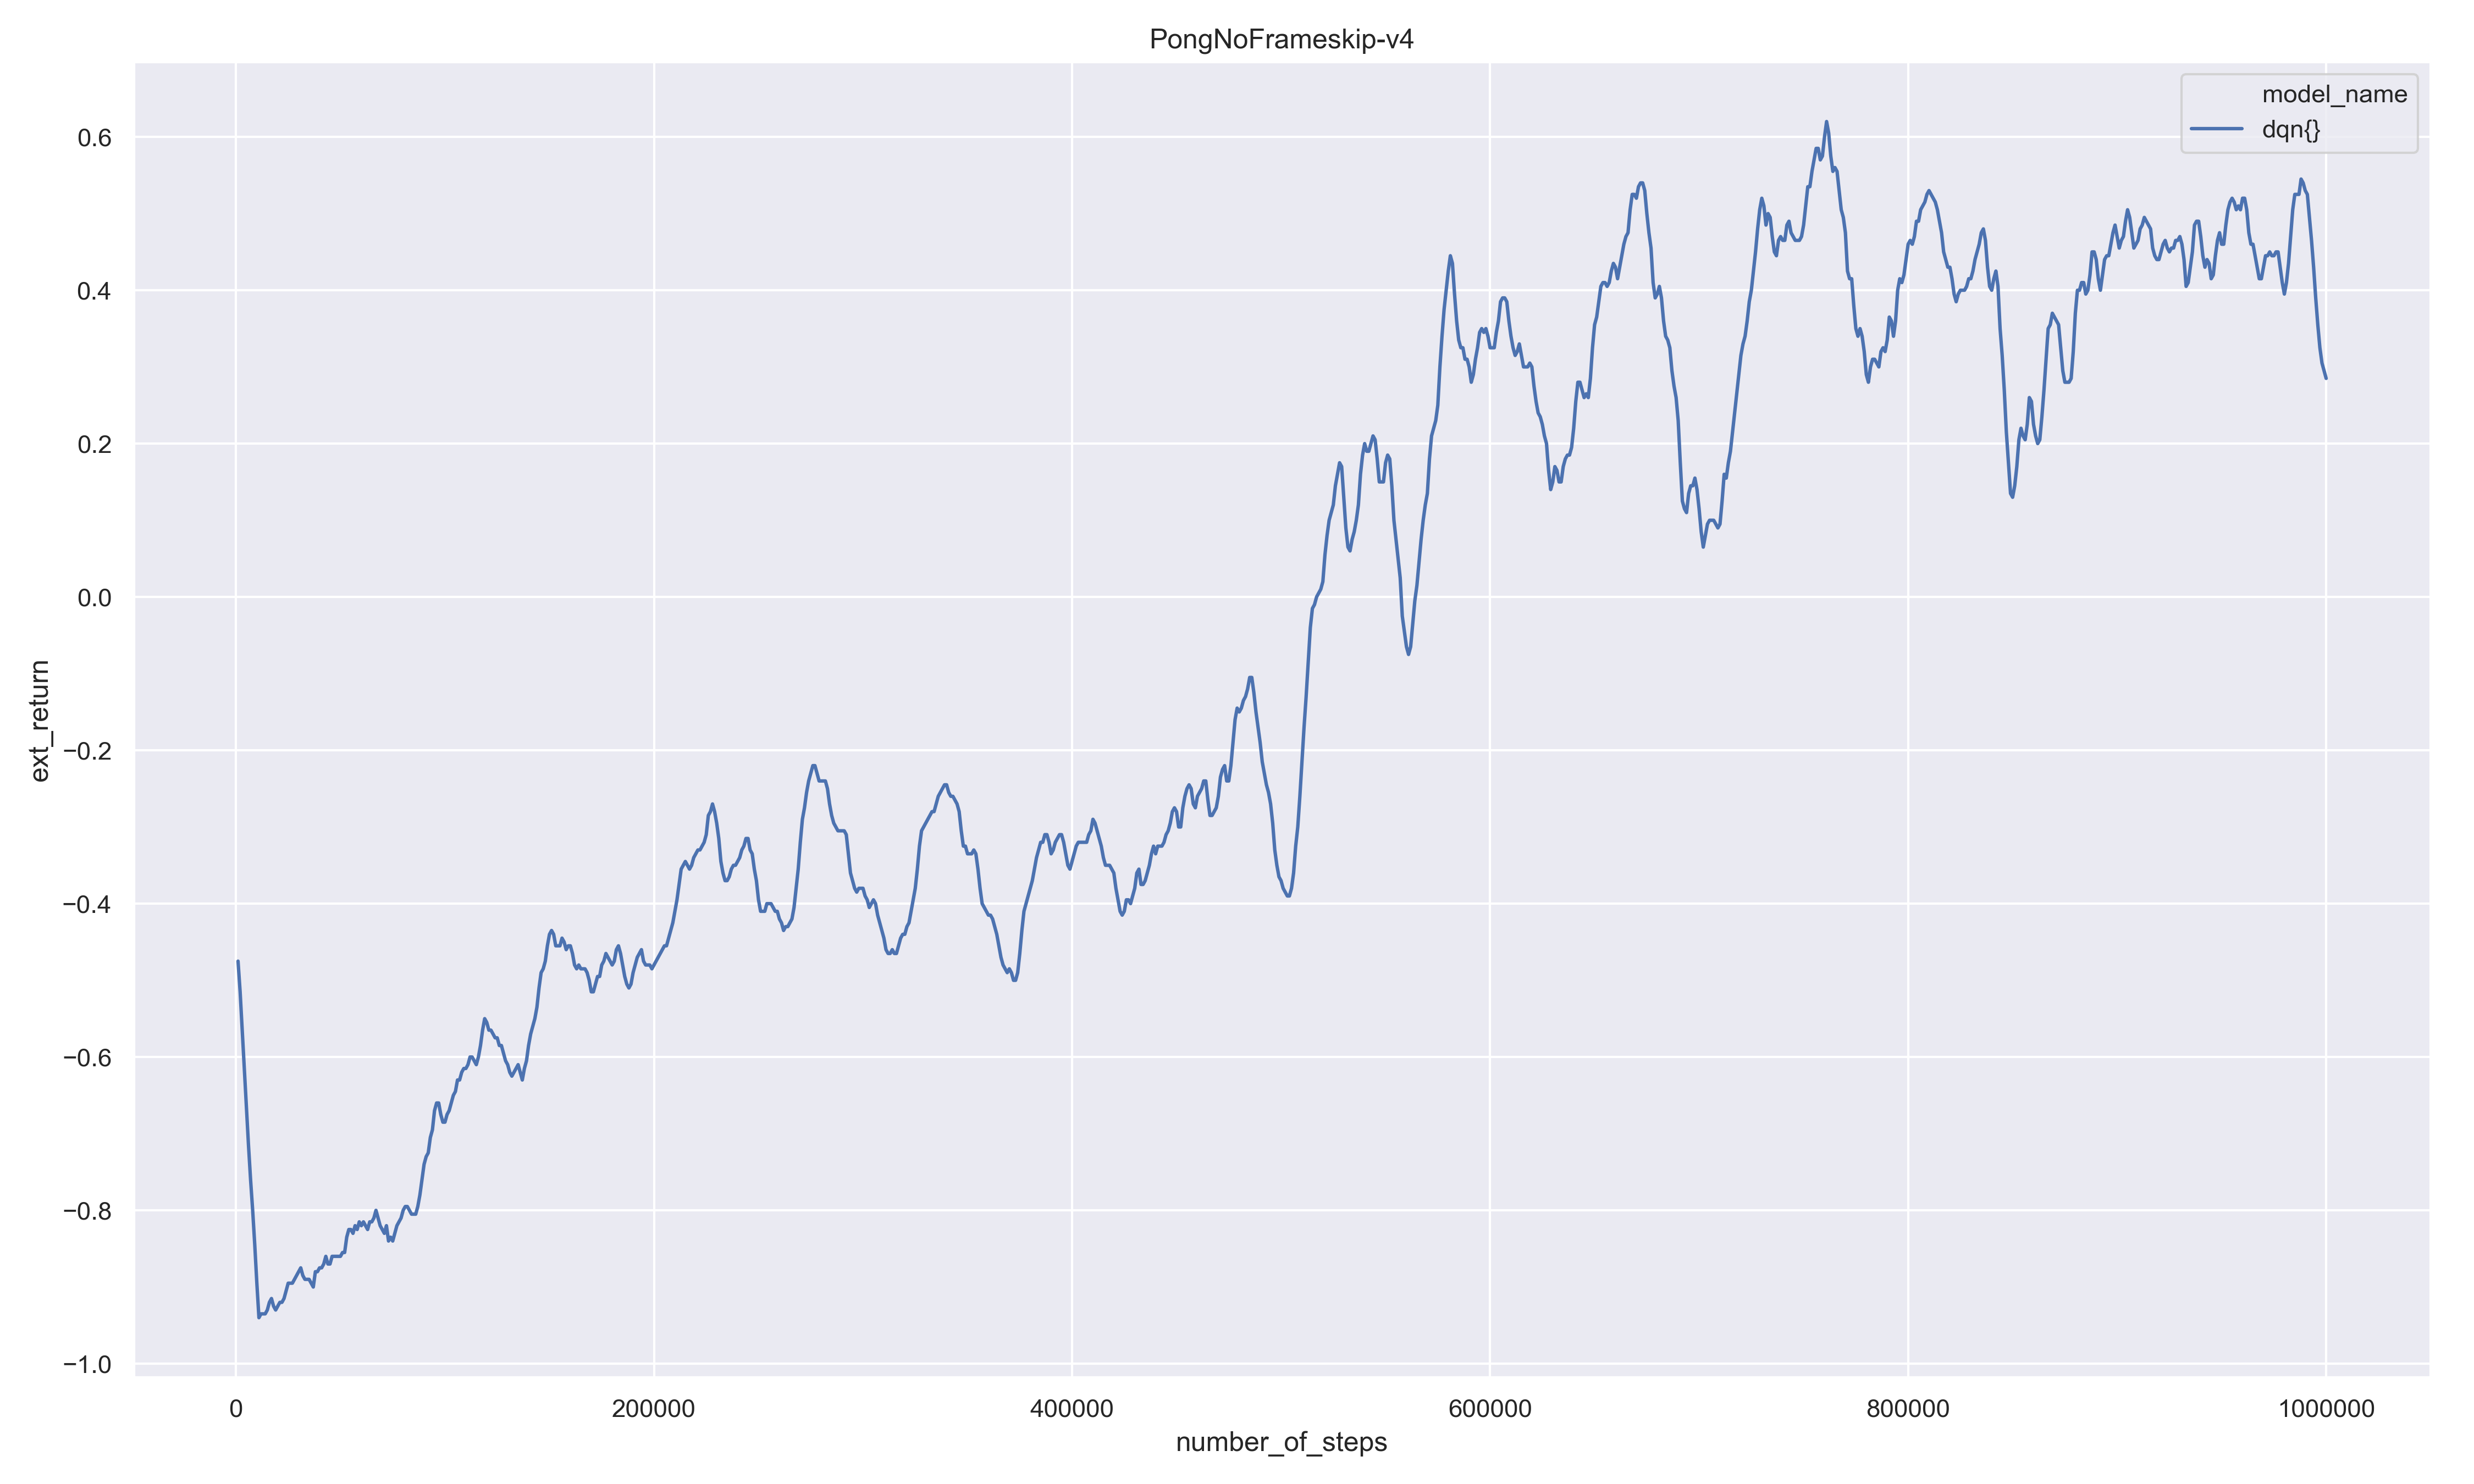 PongNoFrameskip-v4
model_name
dqn{}
0.6
0.4
0.2
0.0
−0.2
−0.4
−0.6
−0.8
−1.0
ext_return
0 200000 400000 600000 800000 1000000
number_of_steps